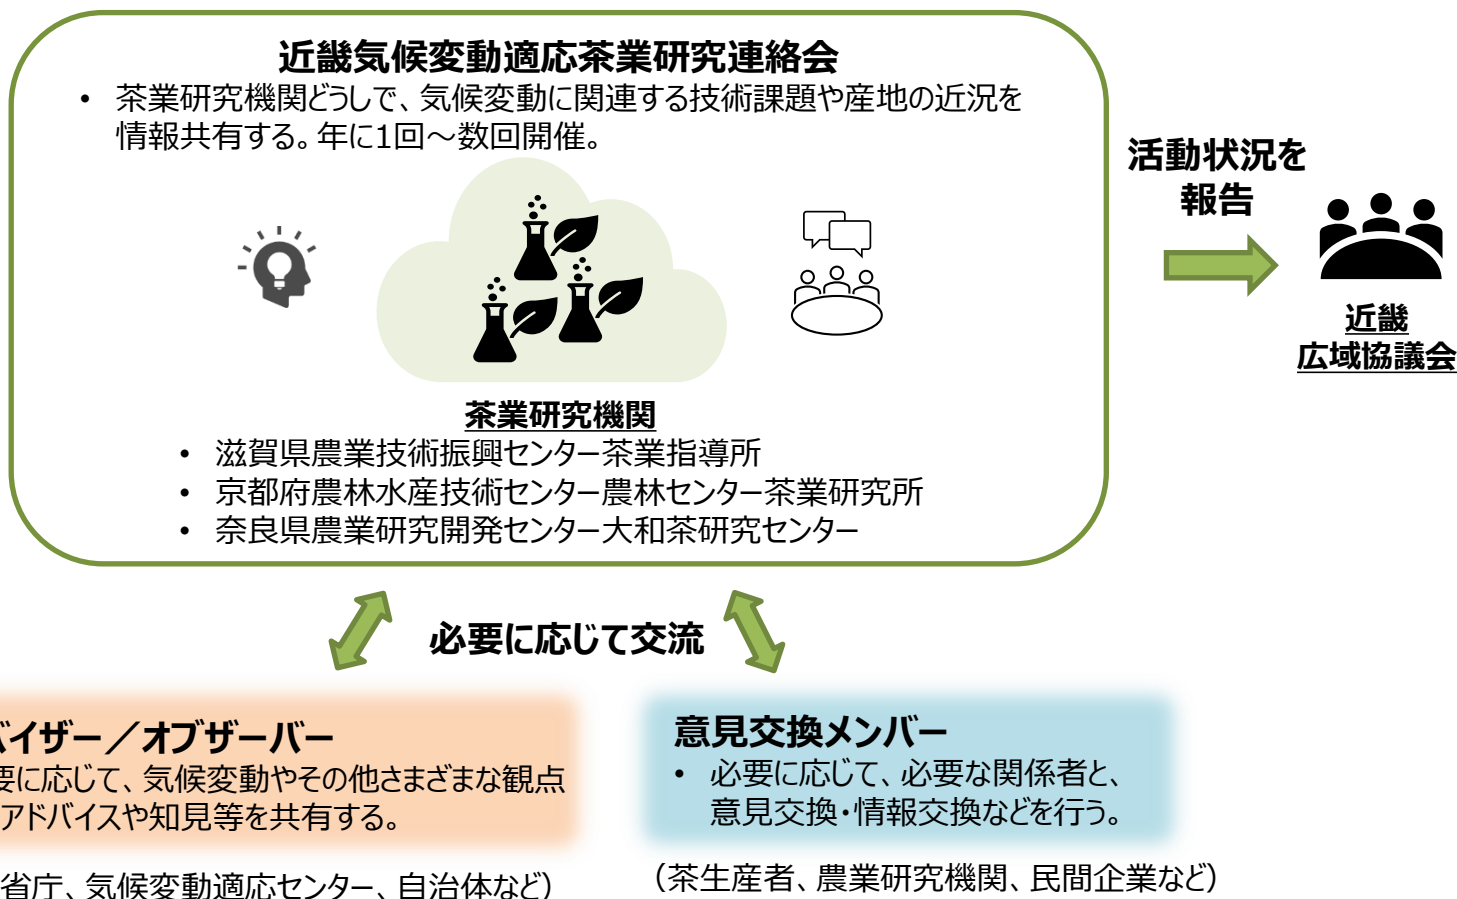 近畿気候変動適応茶業研究連絡会
• 茶業研究機関どうしで、気候変動に関連する技術課題や産地の近況を
情報共有する。年に1回～数回開催。
活動状況を
報告
近畿
広域協議会
茶業研究機関
• 滋賀県農業技術振興センター茶業指導所
• 京都府農林水産技術センター農林センター茶業研究所
• 奈良県農業研究開発センター大和茶研究センター
必要に応じて交流
バイザー／オブザーバー
要に応じて、気候変動やその他さまざまな観点
アドバイスや知見等を共有する。
省庁、気候変動適応センター、自治体など）
意見交換メンバー
• 必要に応じて、必要な関係者と、
意見交換・情報交換などを行う。
（茶生産者、農業研究機関、民間企業など）